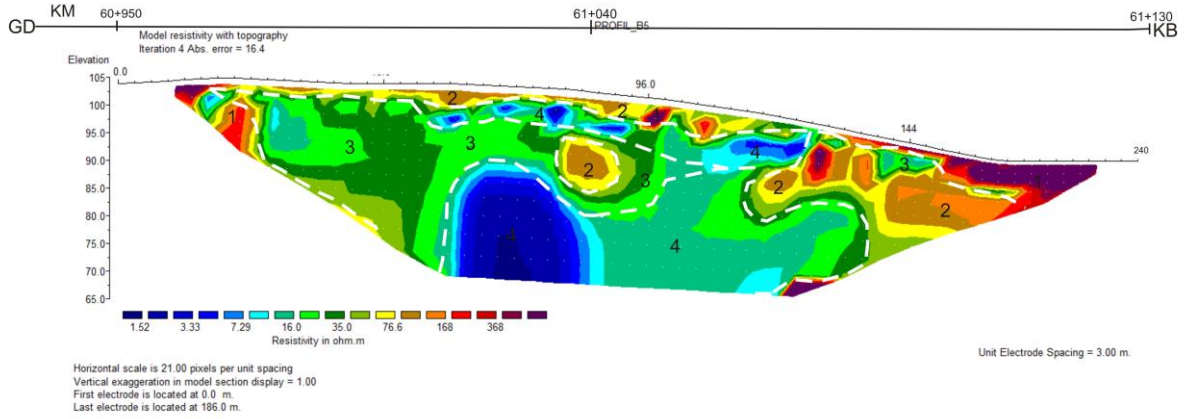 KM 60+950 61+040 61+130
GD PROFIL_B5 KB
Model resistivity with topography
Iteration 4 Abs. error = 16.4
Elevation
0.0
105
100
95.0
90.0
85.0
80.0
75.0
70.0
65.0
96.0
144
240
1 2 4 2 4
3 3 2 3 4 3 1
2 2
4 4
1.52 3.33 7.29 16.0 35.0 76.6 168 368
Resistivity in ohm.m
Unit Electrode Spacing = 3.00 m.
Horizontal scale is 21.00 pixels per unit spacing
Vertical exaggeration in model section display = 1.00
First electrode is located at 0.0 m.
Last electrode is located at 186.0 m.